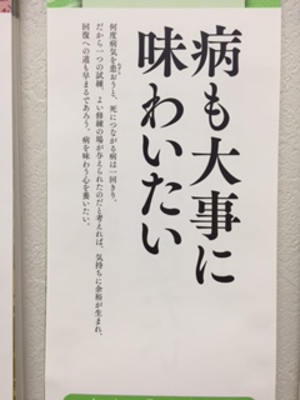 病も大事に
味わいたい
何度病気を患おうと、死につながる病は一回きり。
だから一つの試練、よい修練の場が与えられたのだと考えれば、気持ちに余裕が生まれ、
回復への道も早まるであろう。病を味わう心を養いたい。